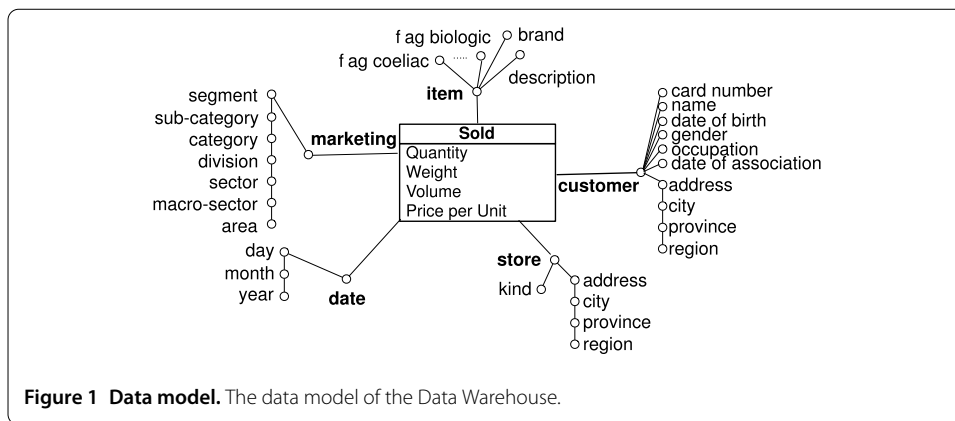 f ag biologic
brand
f ag coeliac
.....
description
item
segment
sub-category
category
division
sector
macro-sector
area
marketing
Sold
Quantity
Weight
Volume
Price per Unit
card number
name
date of birth
gender
occupation
date of association
customer
address
city
province
region
day
month
year
date
store
kind
address
city
province
region
Figure 1 Data model. The data model of the Data Warehouse.